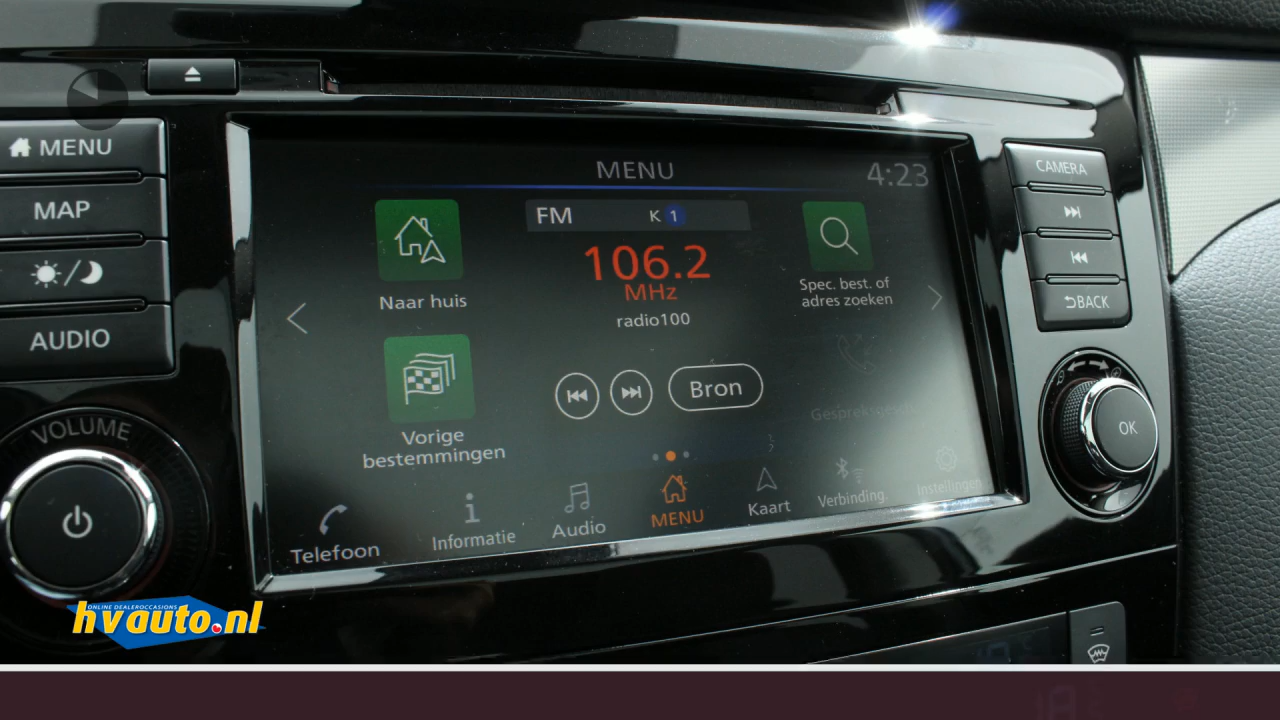 MENU
MAP
AUDIO
VOLUME
MENU
4:23
FM K 1
106.2
MHz
radio100
Naar huis
Spec. best. of
adres zoeken
Vorige
bestemmingen
Bron
Telefoon
Informatie
Audio
MENU
Kaart
Verbinding.
Instellingen
CAMERA
BACK
OK
ONLINE DEALEROCCASIONS
hvauto.nl